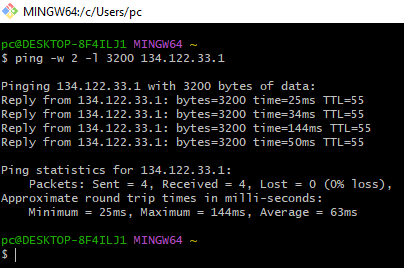 MINGW64:/c/Users/pc
pc@DESKTOP-8F4ILJ1 MINGW64 ~
$ ping -w 2 -l 3200 134.122.33.1
Pinging 134.122.33.1 with 3200 bytes of data:
Reply from 134.122.33.1: bytes=3200 time=25ms TTL=55
Reply from 134.122.33.1: bytes=3200 time=34ms TTL=55
Reply from 134.122.33.1: bytes=3200 time=144ms TTL=55
Reply from 134.122.33.1: bytes=3200 time=50ms TTL=55
Ping statistics for 134.122.33.1:
    Packets: Sent = 4, Received = 4, Lost = 0 (0% loss),
Approximate round trip times in milli-seconds:
    Minimum = 25ms, Maximum = 144ms, Average = 63ms
pc@DESKTOP-8F4ILJ1 MINGW64 ~
$